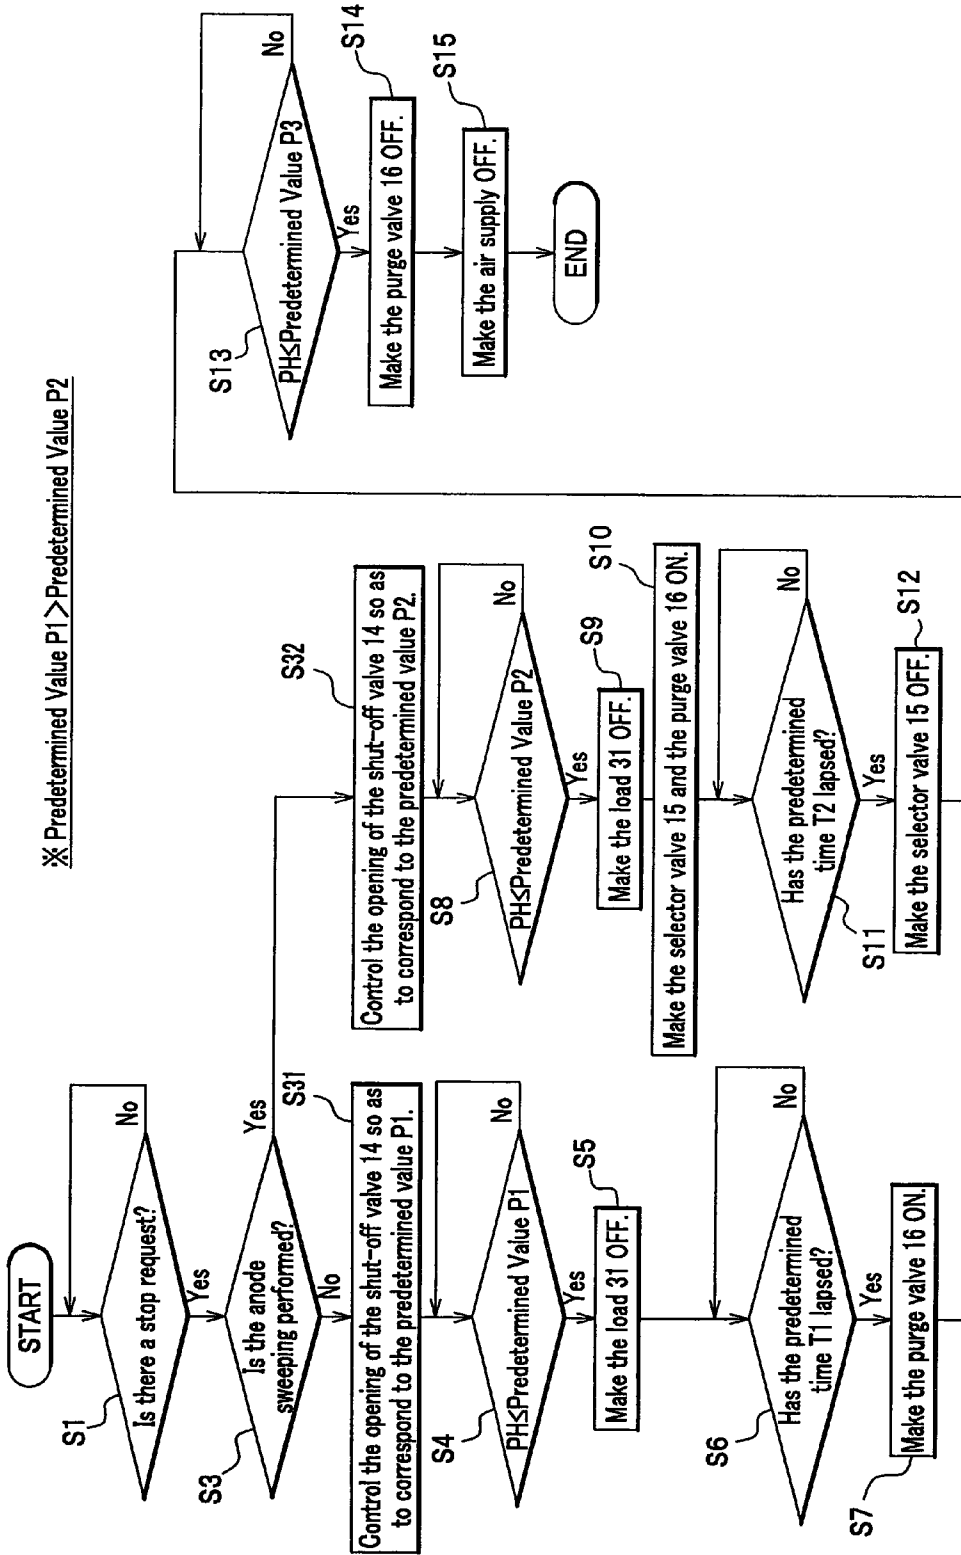 ※ Predetermined Value P1＞Predetermined Value P2
START
S1
Is there a stop request?
No
Yes
S3
Is the anode
sweeping performed?
Yes
No
S31
Control the opening of the shut-off valve 14 so as
to correspond to the predetermined value P1.
S4
PH≦Predetermined Value P1
No
Yes
S5
Make the load 31 OFF.
S6
Has the predetermined
time T1 lapsed?
No
Yes
S7
Make the purge valve 16 ON.
S32
Control the opening of the shut-off valve 14 so as
to correspond to the predetermined value P2.
S8
PH≦Predetermined Value P2
No
Yes
S9
Make the load 31 OFF.
S10
Make the selector valve 15 and the purge valve 16 ON.
S11
Has the predetermined
time T2 lapsed?
No
Yes
S12
Make the selector valve 15 OFF.
S13
PH≦Predetermined Value P3
No
Yes
S14
Make the purge valve 16 OFF.
S15
Make the air supply OFF.
END